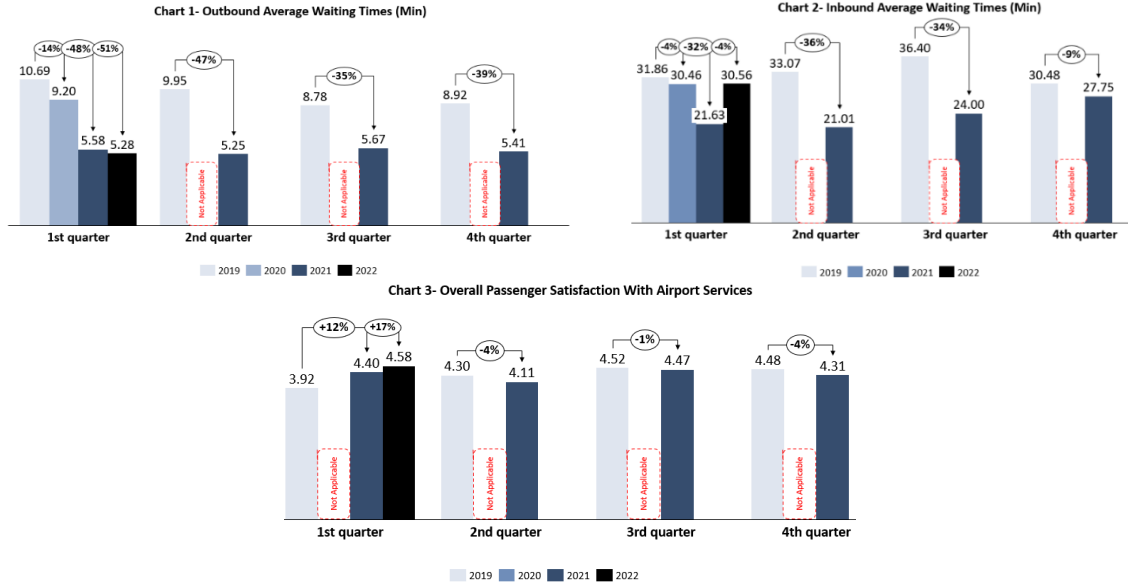 Chart 1- Outbound Average Waiting Times (Min)
-14% -48% -51%
10.69
9.20
5.58
5.28
1st quarter
-47%
9.95
Not Applicable
5.25
2nd quarter
-35%
8.78
Not Applicable
5.67
3rd quarter
-39%
8.92
Not Applicable
5.41
4th quarter
2019 2020 2021 2022
Chart 2- Inbound Average Waiting Times (Min)
-4% -32% -4%
31.86
30.46
21.63
30.56
1st quarter
-36%
33.07
Not Applicable
21.01
2nd quarter
-34%
36.40
Not Applicable
24.00
3rd quarter
-9%
30.48
Not Applicable
27.75
4th quarter
2019 2020 2021 2022
Chart 3- Overall Passenger Satisfaction With Airport Services
+12% +17%
3.92
Not Applicable
4.40
4.58
1st quarter
-4%
4.30
Not Applicable
4.11
2nd quarter
-1%
4.52
Not Applicable
4.47
3rd quarter
-4%
4.48
Not Applicable
4.31
4th quarter
2019 2020 2021 2022